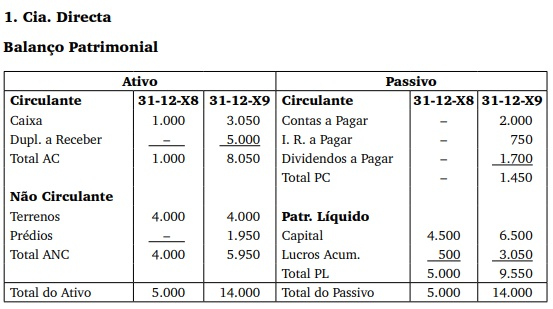 1. Cia. Directa
Balanço Patrimonial
Ativo Passivo
Circulante 31-12-X8 31-12-X9 Circulante 31-12-X8 31-12-X9
Caixa 1.000 3.050 Contas a Pagar – 2.000
Dupl. a Receber – 5.000 I. R. a Pagar – 750
Total AC 1.000 8.050 Dividendos a Pagar – 1.700
Total PC – 1.450
Não Circulante
Terrenos 4.000 4.000 Patr. Líquido
Prédios – 1.950 Capital 4.500 6.500
Total ANC 4.000 5.950 Lucros Acum. 500 3.050
Total PL 5.000 9.550
Total do Ativo 5.000 14.000 Total do Passivo 5.000 14.000